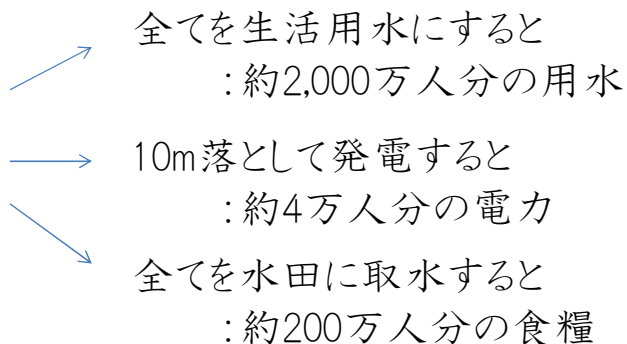 全てを生活用水にすると
:約2,000万人分の用水
10m落として発電すると
:約4万人分の電力
全てを水田に取水すると
:約200万人分の食糧